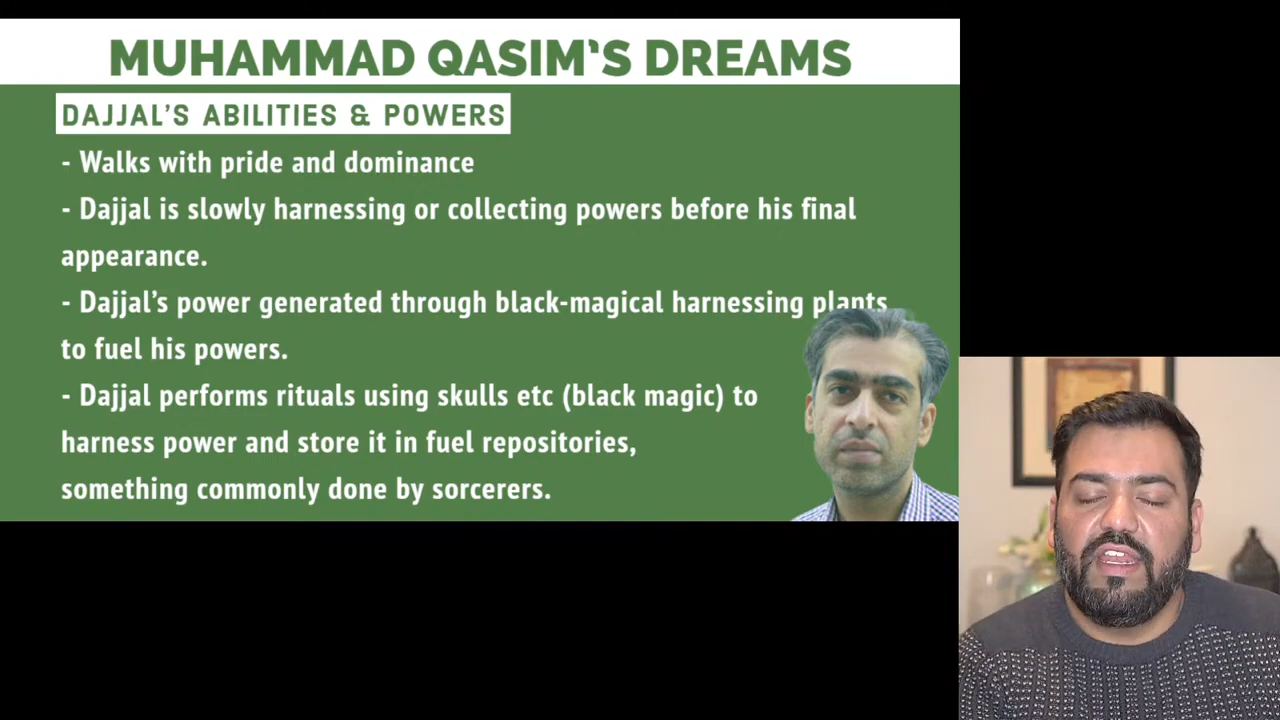 MUHAMMAD QASIM'S DREAMS
DAJJAL'S ABILITIES & POWERS
- Walks with pride and dominance
- Dajjal is slowly harnessing or collecting powers before his final
appearance.
- Dajjal's power generated through black-magical harnessing plants
to fuel his powers.
- Dajjal performs rituals using skulls etc (black magic) to
harness power and store it in fuel repositories,
something commonly done by sorcerers.